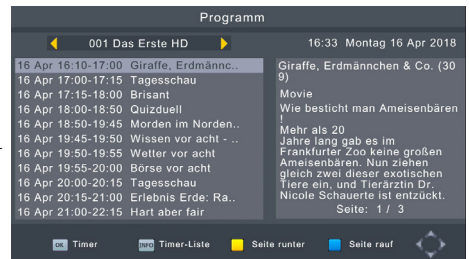 Programm
001 Das Erste HD
16:33 Montag 16 Apr 2018
16 Apr 16:10-17:00 Giraffe, Erdmännc..
16 Apr 17:00-17:15 Tagesschau
16 Apr 17:15-18:00 Brisant
16 Apr 18:00-18:50 Quizduell
16 Apr 18:50-19:45 Morden im Norden..
16 Apr 19:45-19:50 Wissen vor acht - ..
16 Apr 19:50-19:55 Wetter vor acht
16 Apr 19:55-20:00 Börse vor acht
16 Apr 20:00-20:15 Tagesschau
16 Apr 20:15-21:00 Erlebnis Erde: Ra..
16 Apr 21:00-22:15 Hart aber fair
Giraffe, Erdmännchen & Co. (30
9)
Movie
Wie besticht man Ameisenbären
!
Mehr als 20
Jahre lang gab es im
Frankfurter Zoo keine großen
Ameisenbären. Nun ziehen
gleich zwei dieser exotischen
Tiere ein, und Tierärztin Dr.
Nicole Schauerte ist entzückt.
Seite: 1 / 3
OK Timer INFO Timer-Liste Seite runter Seite rauf